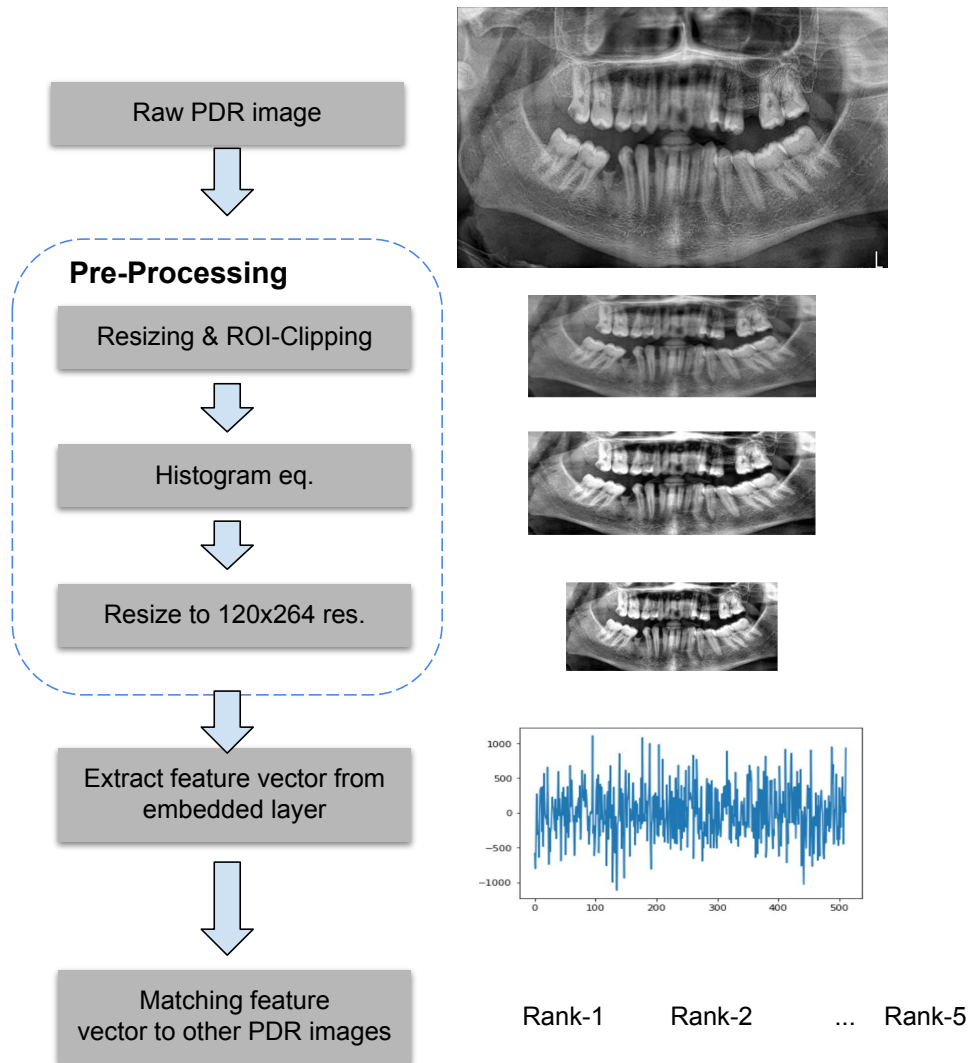 Raw PDR image
L
Pre-Processing
Resizing & ROI-Clipping
Histogram eq.
Resize to 120x264 res.
Extract feature vector from
embedded layer
1000
500
0
−500
−1000
0 100 200 300 400 500
Matching feature
vector to other PDR images
Rank-1 Rank-2 ... Rank-5